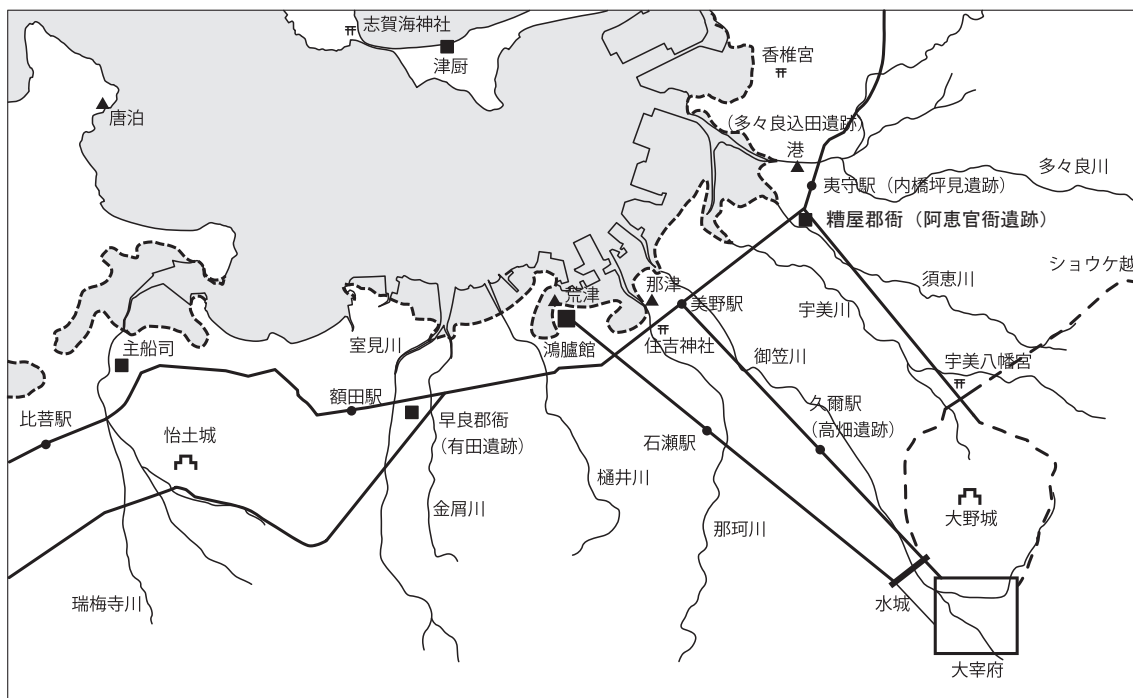 志賀海神社
津厨
香椎宮
唐泊
(多々良込田遺跡)
港
多々良川
夷守駅(内橋坪見遺跡)
糟屋郡衙(阿恵官衙遺跡)
ショウケ越
須恵川
宇美川
荒津
那津
美野駅
主船司
室見川
鴻臚館
住吉神社
御笠川
宇美八幡宮
額田駅
比菩駅
早良郡衙
(有田遺跡)
久爾駅
(高畑遺跡)
怡土城
石瀬駅
樋井川
金屑川
那珂川
大野城
瑞梅寺川
水城
大宰府